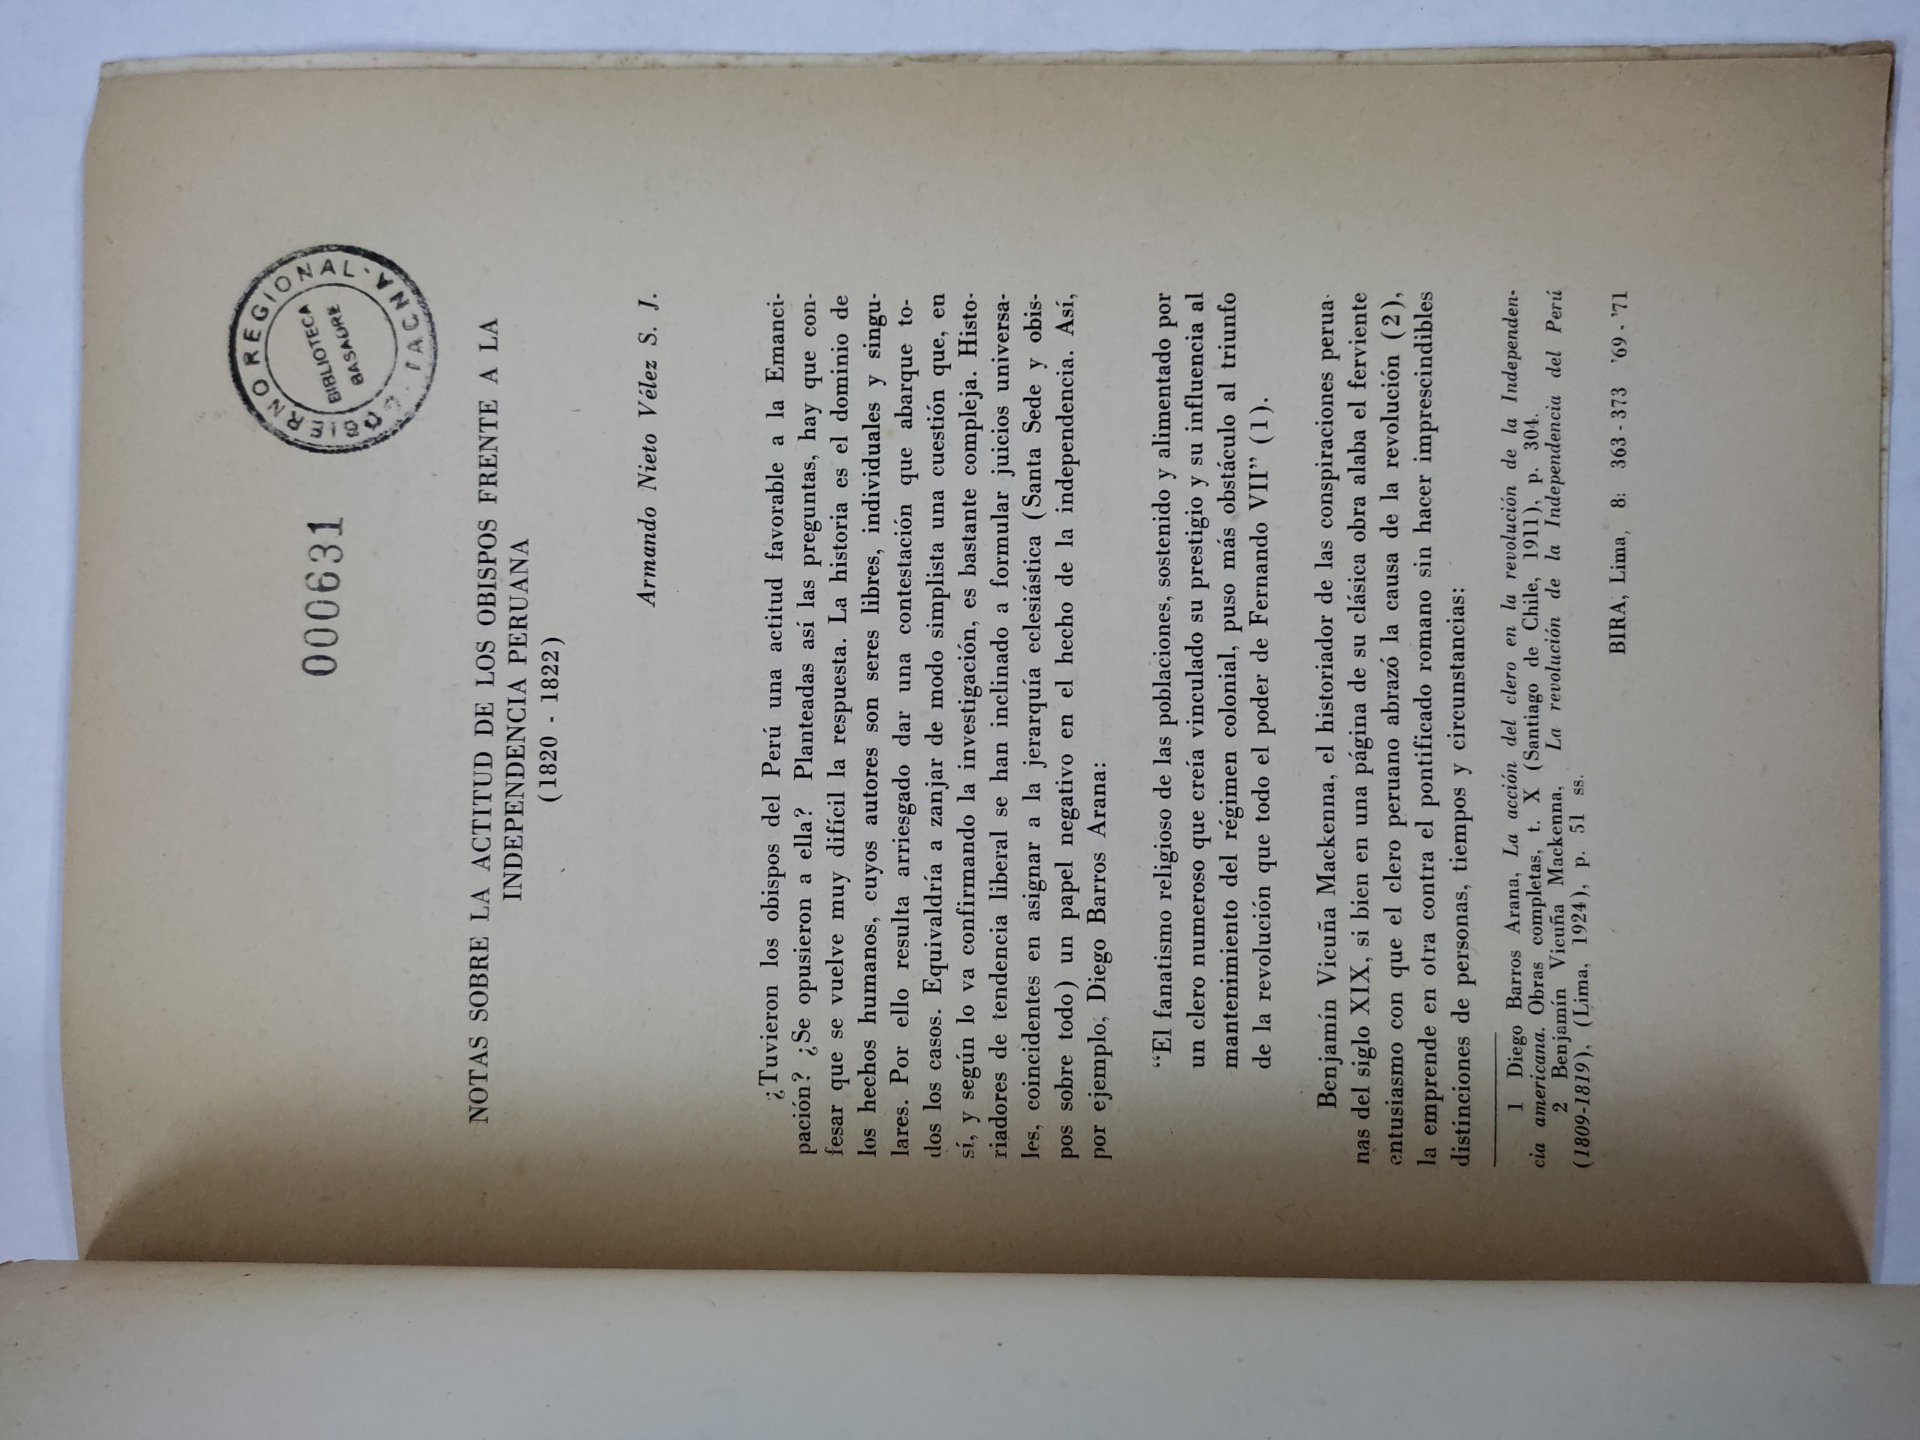 GOBIERNO REGIONAL · TACNA ·
BIBLIOTECA
BASADRE
000631
NOTAS SOBRE LA ACTITUD DE LOS OBISPOS FRENTE A LA
INDEPENDENCIA PERUANA
(1820 - 1822)
Armando Nieto Vélez S. J.
¿Tuvieron los obispos del Perú una actitud favorable a la Emanci-
pación? ¿Se opusieron a ella? Planteadas así las preguntas, hay que con-
fesar que se vuelve muy difícil la respuesta. La historia es el dominio de
los hechos humanos, cuyos autores son seres libres, individuales y singu-
lares. Por ello resulta arriesgado dar una contestación que abarque to-
dos los casos. Equivaldría a zanjar de modo simplista una cuestión que, en
sí, y según lo va confirmando la investigación, es bastante compleja. Histo-
riadores de tendencia liberal se han inclinado a formular juicios universa-
les, coincidentes en asignar a la jerarquía eclesiástica (Santa Sede y obis-
pos sobre todo) un papel negativo en el hecho de la independencia. Así,
por ejemplo, Diego Barros Arana:
“El fanatismo religioso de las poblaciones, sostenido y alimentado por
un clero numeroso que creía vinculado su prestigio y su influencia al
mantenimiento del régimen colonial, puso más obstáculo al triunfo
de la revolución que todo el poder de Fernando VII” (1).
Benjamín Vicuña Mackenna, el historiador de las conspiraciones perua-
nas del siglo XIX, si bien en una página de su clásica obra alaba el ferviente
entusiasmo con que el clero peruano abrazó la causa de la revolución (2),
la emprende en otra contra el pontificado romano sin hacer imprescindibles
distinciones de personas, tiempos y circunstancias:
1 Diego Barros Arana, La acción del clero en la revolución de la Independen-
cia americana. Obras completas, t. X (Santiago de Chile, 1911), p. 304.
2 Benjamín Vicuña Mackenna, La revolución de la Independencia del Perú
(1809-1819), (Lima, 1924), p. 51 ss.
BIRA, Lima, 8: 363 - 373 '69 - '71